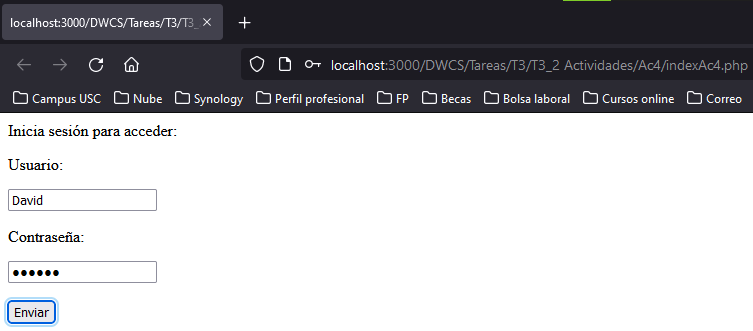 localhost:3000/DWCS/Tareas/T3/T3_
localhost:3000/DWCS/Tareas/T3/T3_2 Actividades/Ac4/indexAc4.php
Campus USC Nube Synology Perfil profesional FP Becas Bolsa laboral Cursos online Correo
Inicia sesión para acceder:
Usuario:
David
Contraseña:
●●●●●●
Enviar